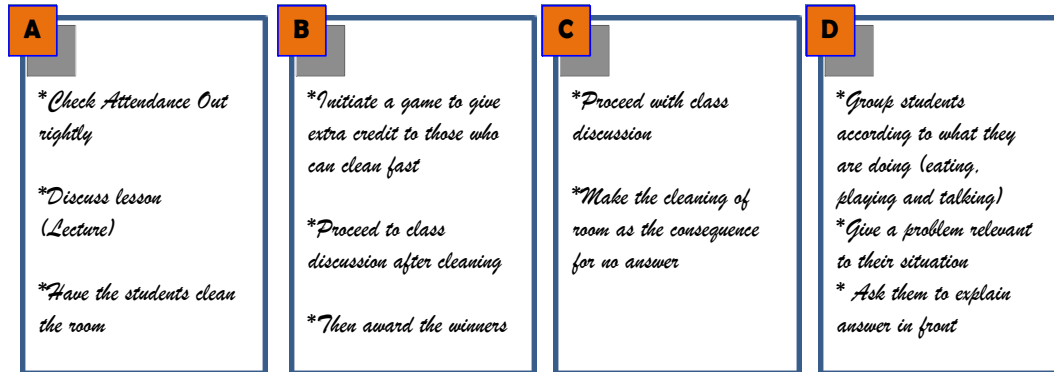 A
*Check Attendance Out
rightly
*Discuss lesson
(Lecture)
*Have the students clean
the room
B
*Initiate a game to give
extra credit to those who
can clean fast
*Proceed to class
discussion after cleaning
*Then award the winners
C
*Proceed with class
discussion
*Make the cleaning of
room as the consequence
for no answer
D
*Group students
according to what they
are doing (eating,
playing and talking)
*Give a problem relevant
to their situation
* Ask them to explain
answer in front